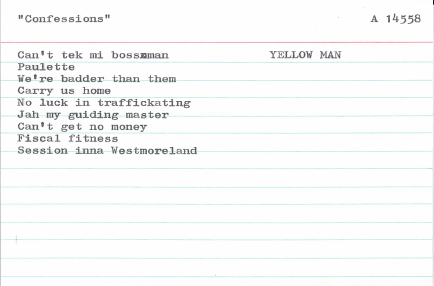 "Confessions" A 14558
Can't tek mi bossman YELLOW MAN
Paulette
We're badder than them
Carry us home
No luck in traffickating
Jah my guiding master
Can't get no money
Fiscal fitness
Session inna Westmoreland